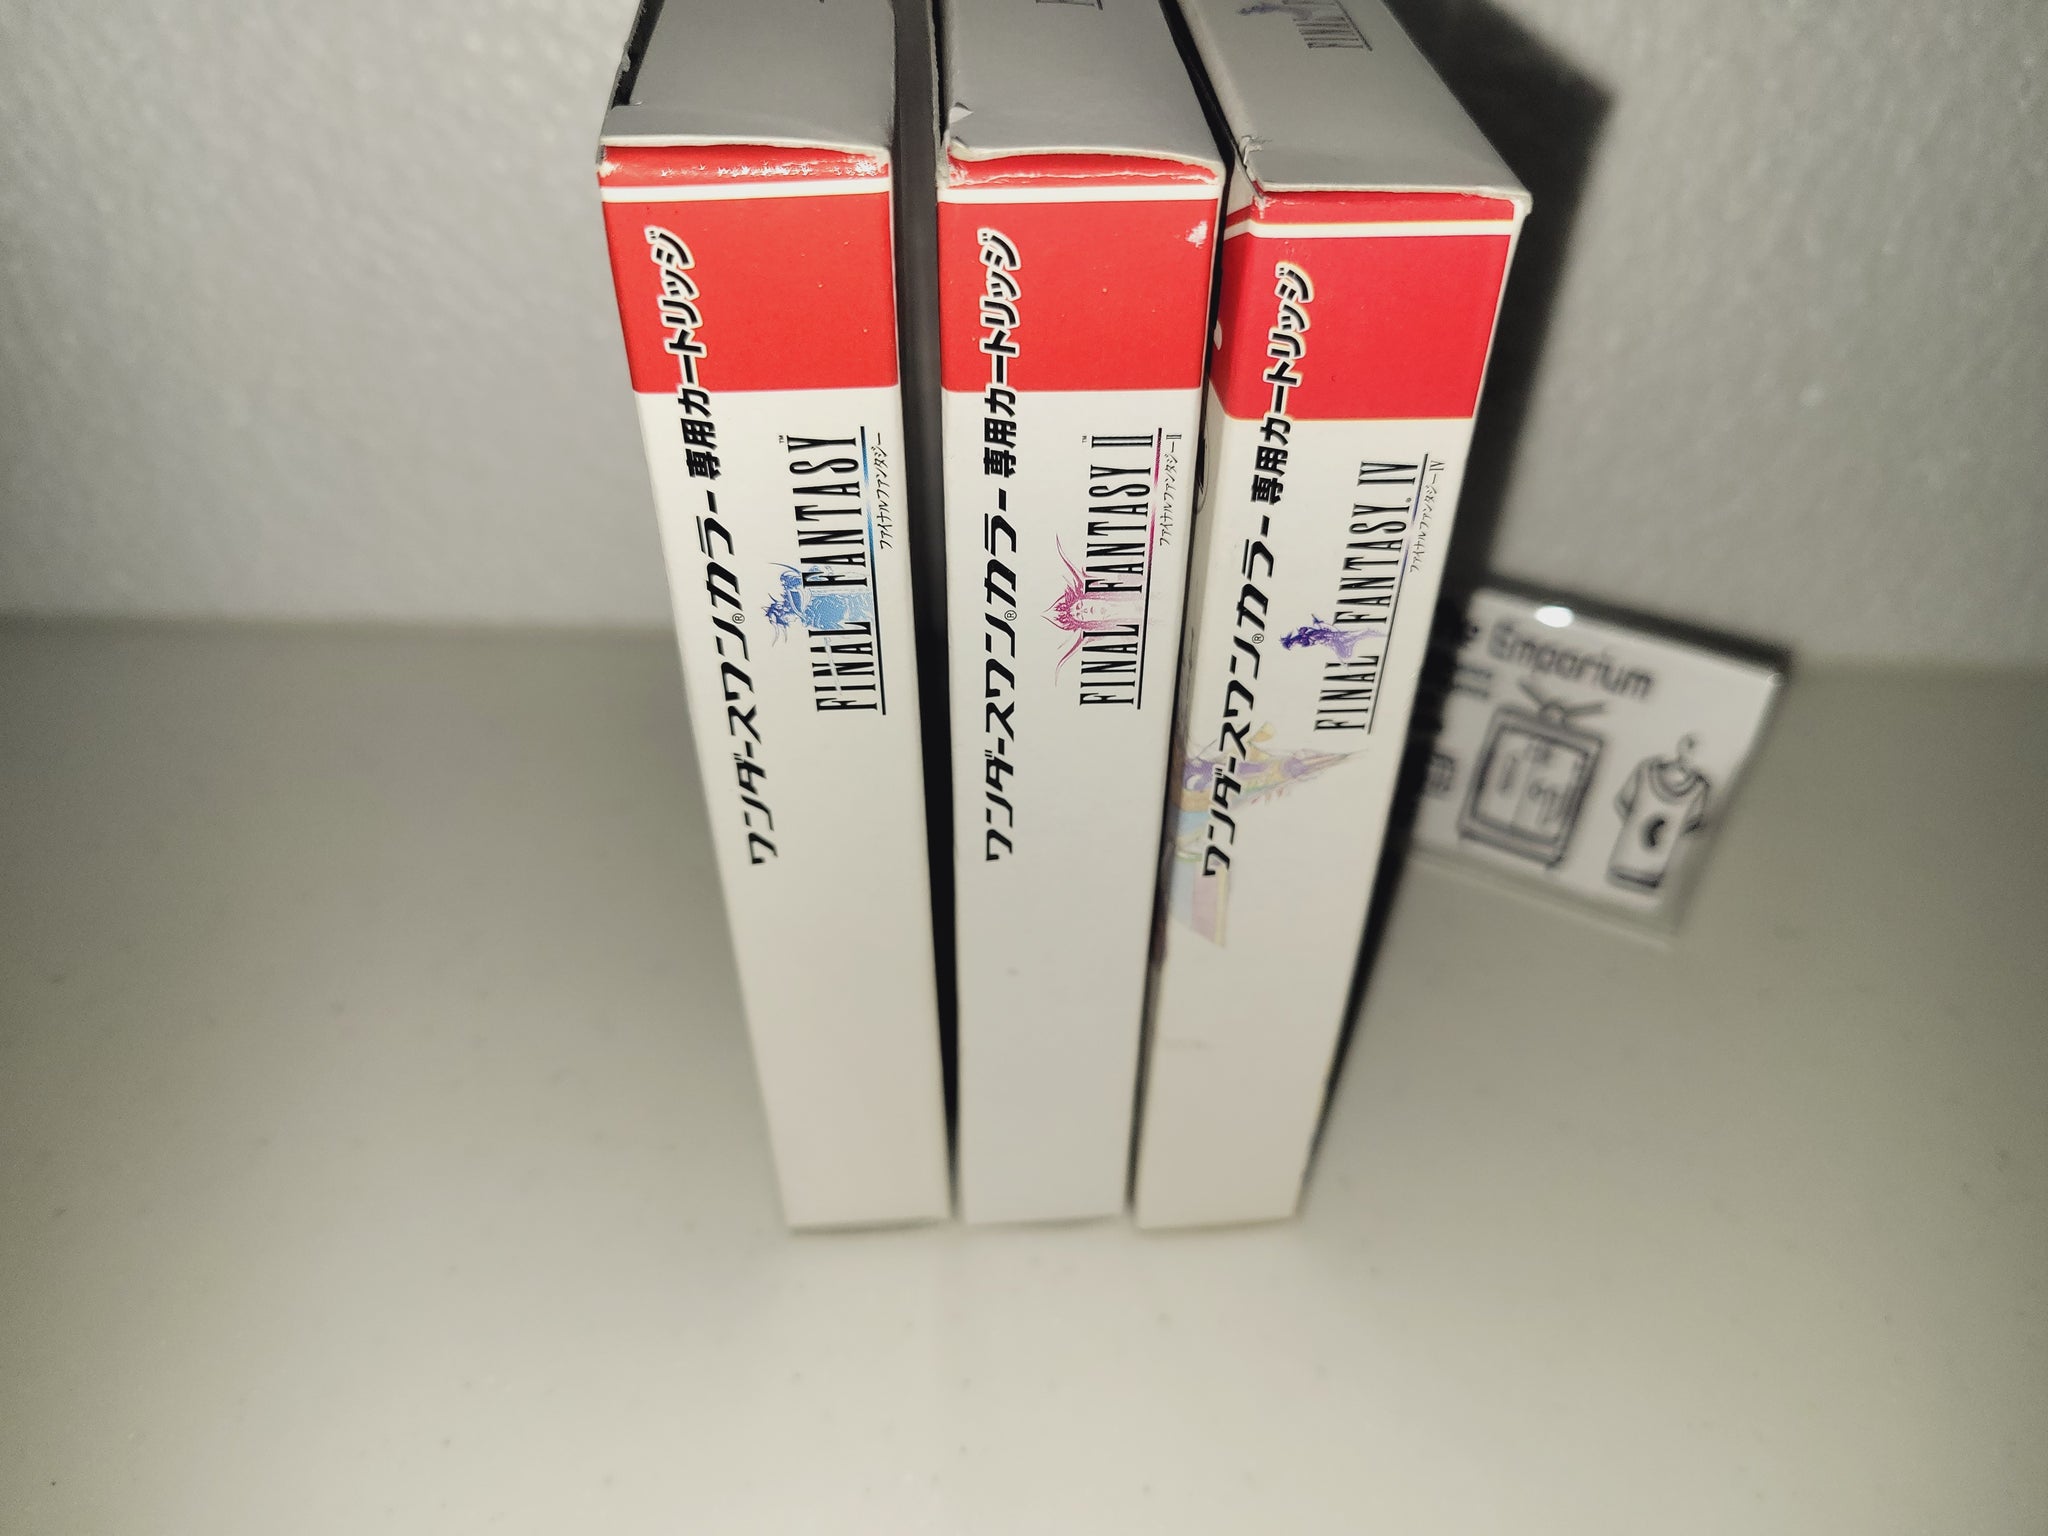 ワンダースワン®カラー専用カートリッジ
FINAL FANTASY™
ファイナルファンタジー
ワンダースワン®カラー専用カートリッジ
FINAL FANTASY II™
ファイナルファンタジーII
ワンダースワン®カラー専用カートリッジ
FINAL FANTASY® IV
ファイナルファンタジーIV
FINA
Emporium